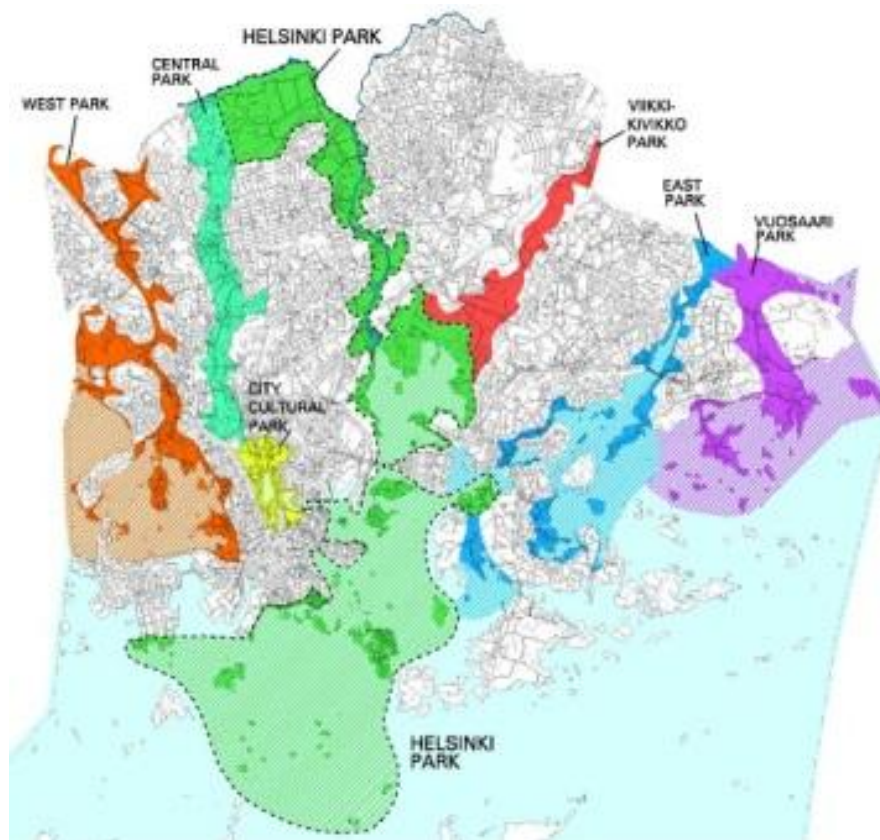 HELSINKI PARK
CENTRAL
PARK
WEST PARK
VIIKKI-
KIVIKKO
PARK
EAST
PARK
VUOSAARI
PARK
CITY
CULTURAL
PARK
HELSINKI
PARK